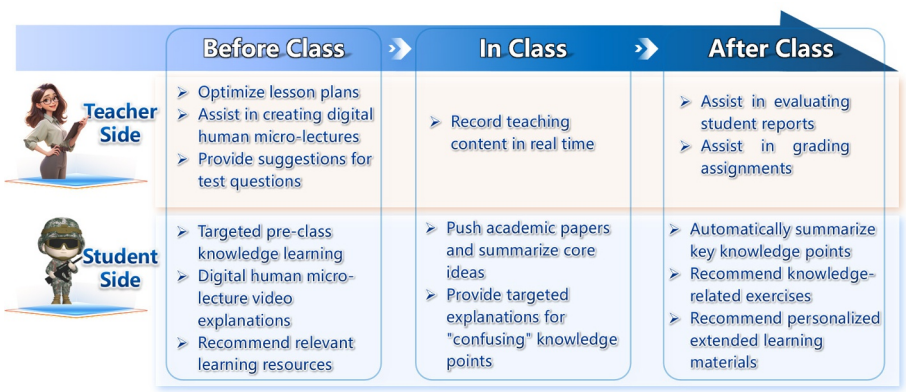 Before Class
In Class
After Class
Teacher
Side
➢ Optimize lesson plans
➢ Assist in creating digital
human micro-lectures
➢ Provide suggestions for
test questions
➢ Record teaching
content in real time
➢ Assist in evaluating
student reports
➢ Assist in grading
assignments
Student
Side
➢ Targeted pre-class
knowledge learning
➢ Digital human micro-
lecture video
explanations
➢ Recommend relevant
learning resources
➢ Push academic papers
and summarize core
ideas
➢ Provide targeted
explanations for
"confusing" knowledge
points
➢ Automatically summarize
key knowledge points
➢ Recommend knowledge-
related exercises
➢ Recommend personalized
extended learning
materials